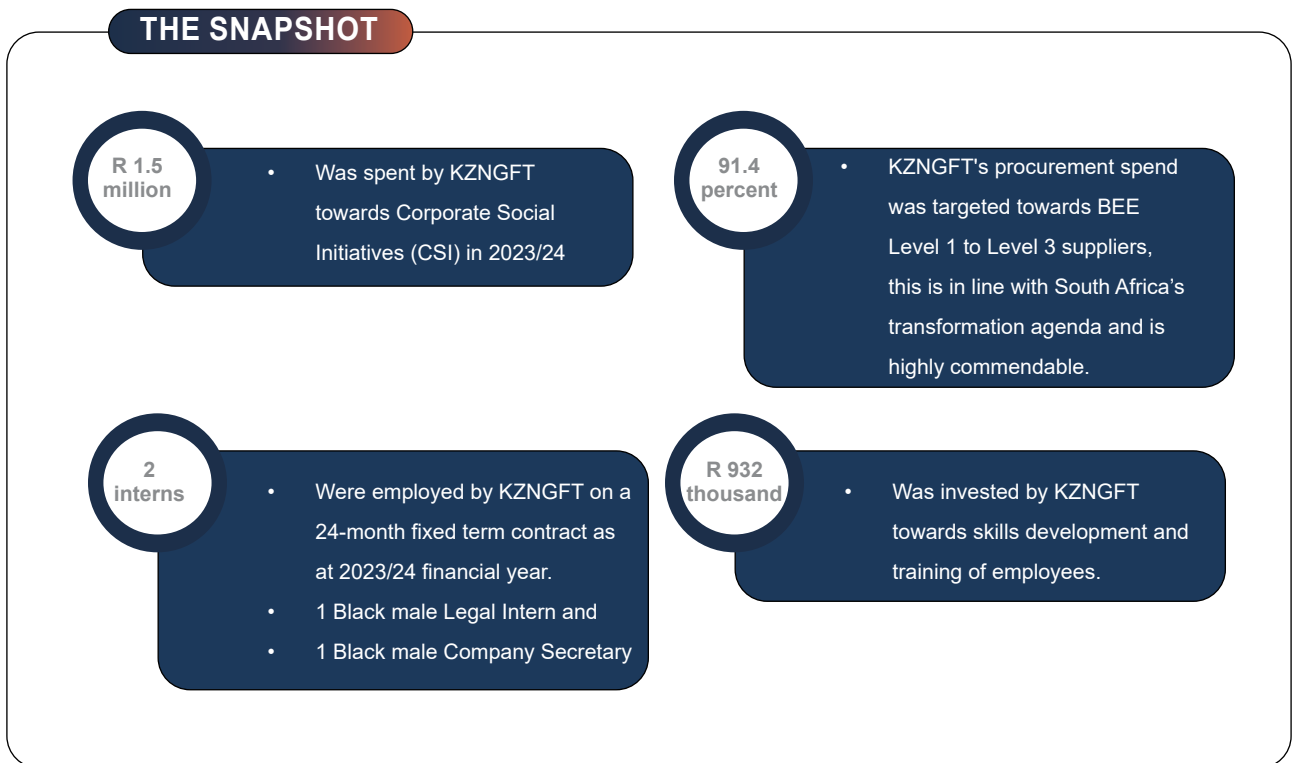 THE SNAPSHOT
R 1.5
million
• Was spent by KZNGFT
towards Corporate Social
Initiatives (CSI) in 2023/24
91.4
percent
• KZNGFT's procurement spend
was targeted towards BEE
Level 1 to Level 3 suppliers,
this is in line with South Africa’s
transformation agenda and is
highly commendable.
2
interns
• Were employed by KZNGFT on a
24-month fixed term contract as
at 2023/24 financial year.
• 1 Black male Legal Intern and
• 1 Black male Company Secretary
R 932
thousand
• Was invested by KZNGFT
towards skills development and
training of employees.